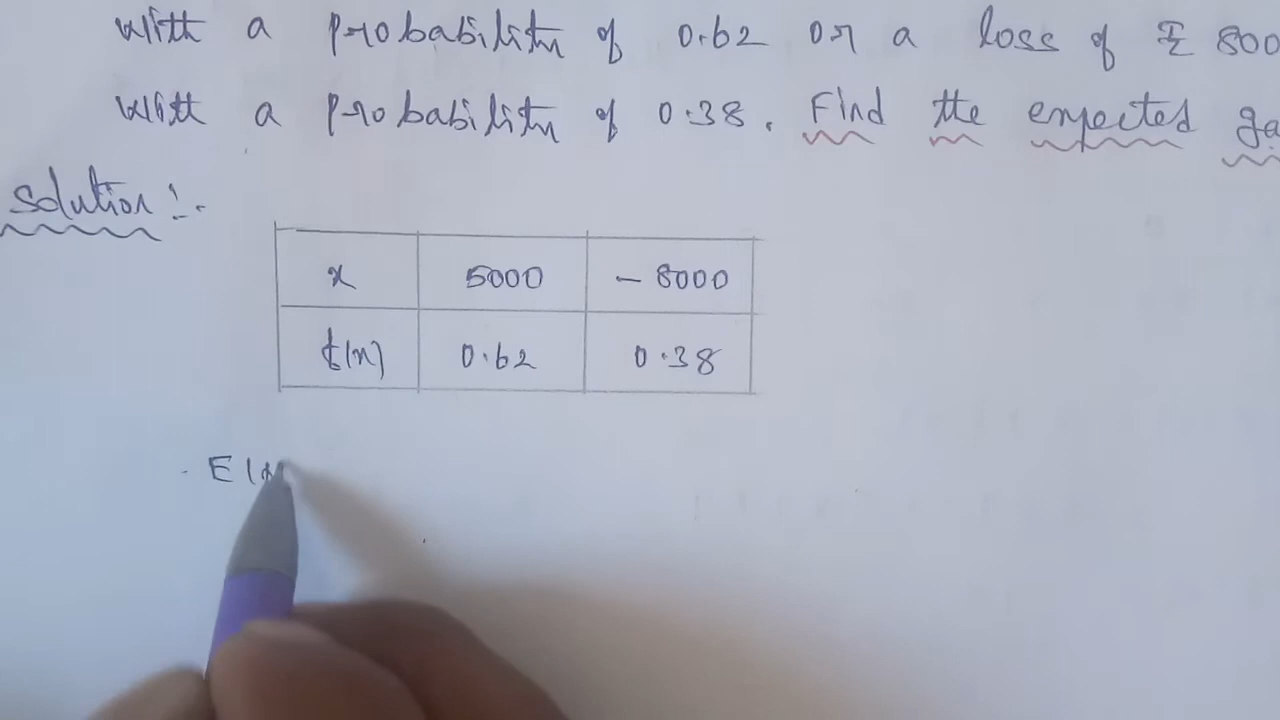 with a probability of 0.62 or a loss of ₹ 800
with a probability of 0.38. Find the expected ga
Solution :-
x 5000 - 8000
f(x) 0.62 0.38
E(x